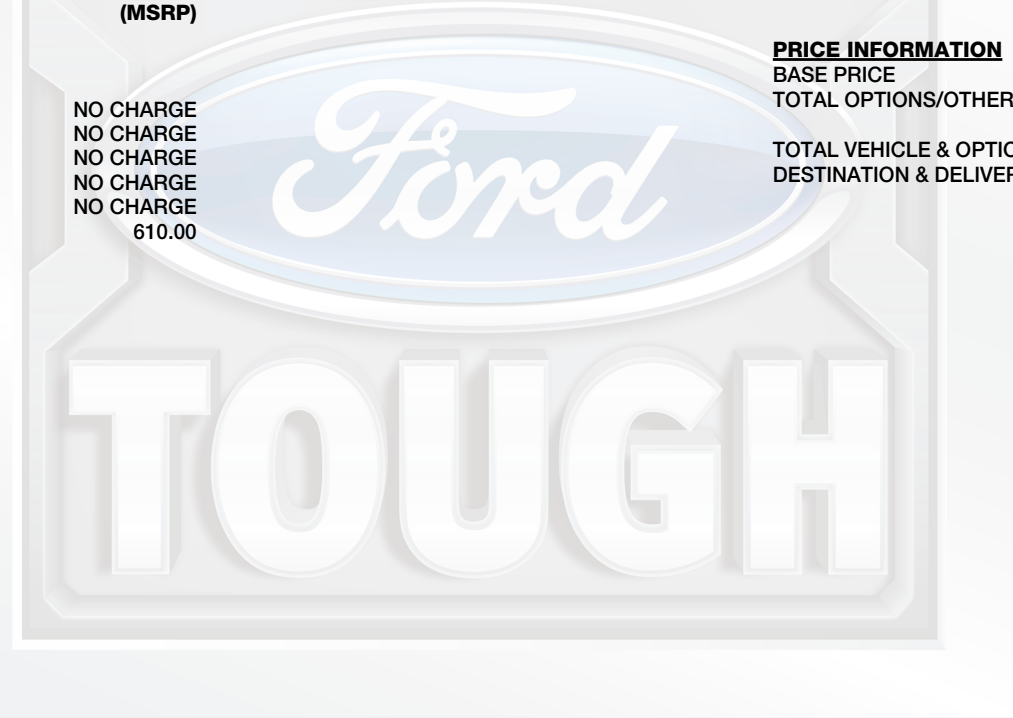 (MSRP)
NO CHARGE
NO CHARGE
NO CHARGE
NO CHARGE
NO CHARGE
610.00
PRICE INFORMATION
BASE PRICE
TOTAL OPTIONS/OTHER
TOTAL VEHICLE & OPTIO
DESTINATION & DELIVER
Ford
TOUGH